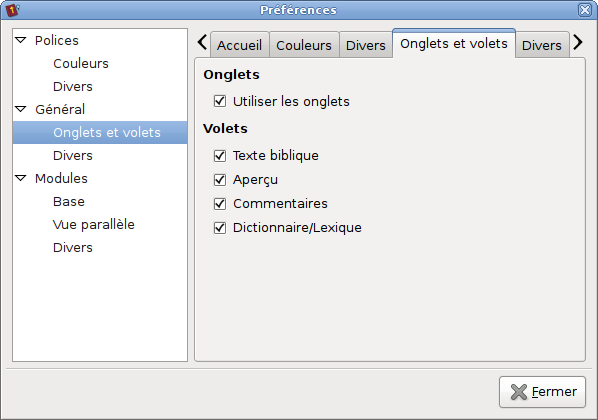 Préférences
Polices
Couleurs
Divers
Général
Onglets et volets
Divers
Modules
Base
Vue parallèle
Divers
Accueil Couleurs Divers Onglets et volets Divers
Onglets
Utiliser les onglets
Volets
Texte biblique
Aperçu
Commentaires
Dictionnaire/Lexique
Fermer